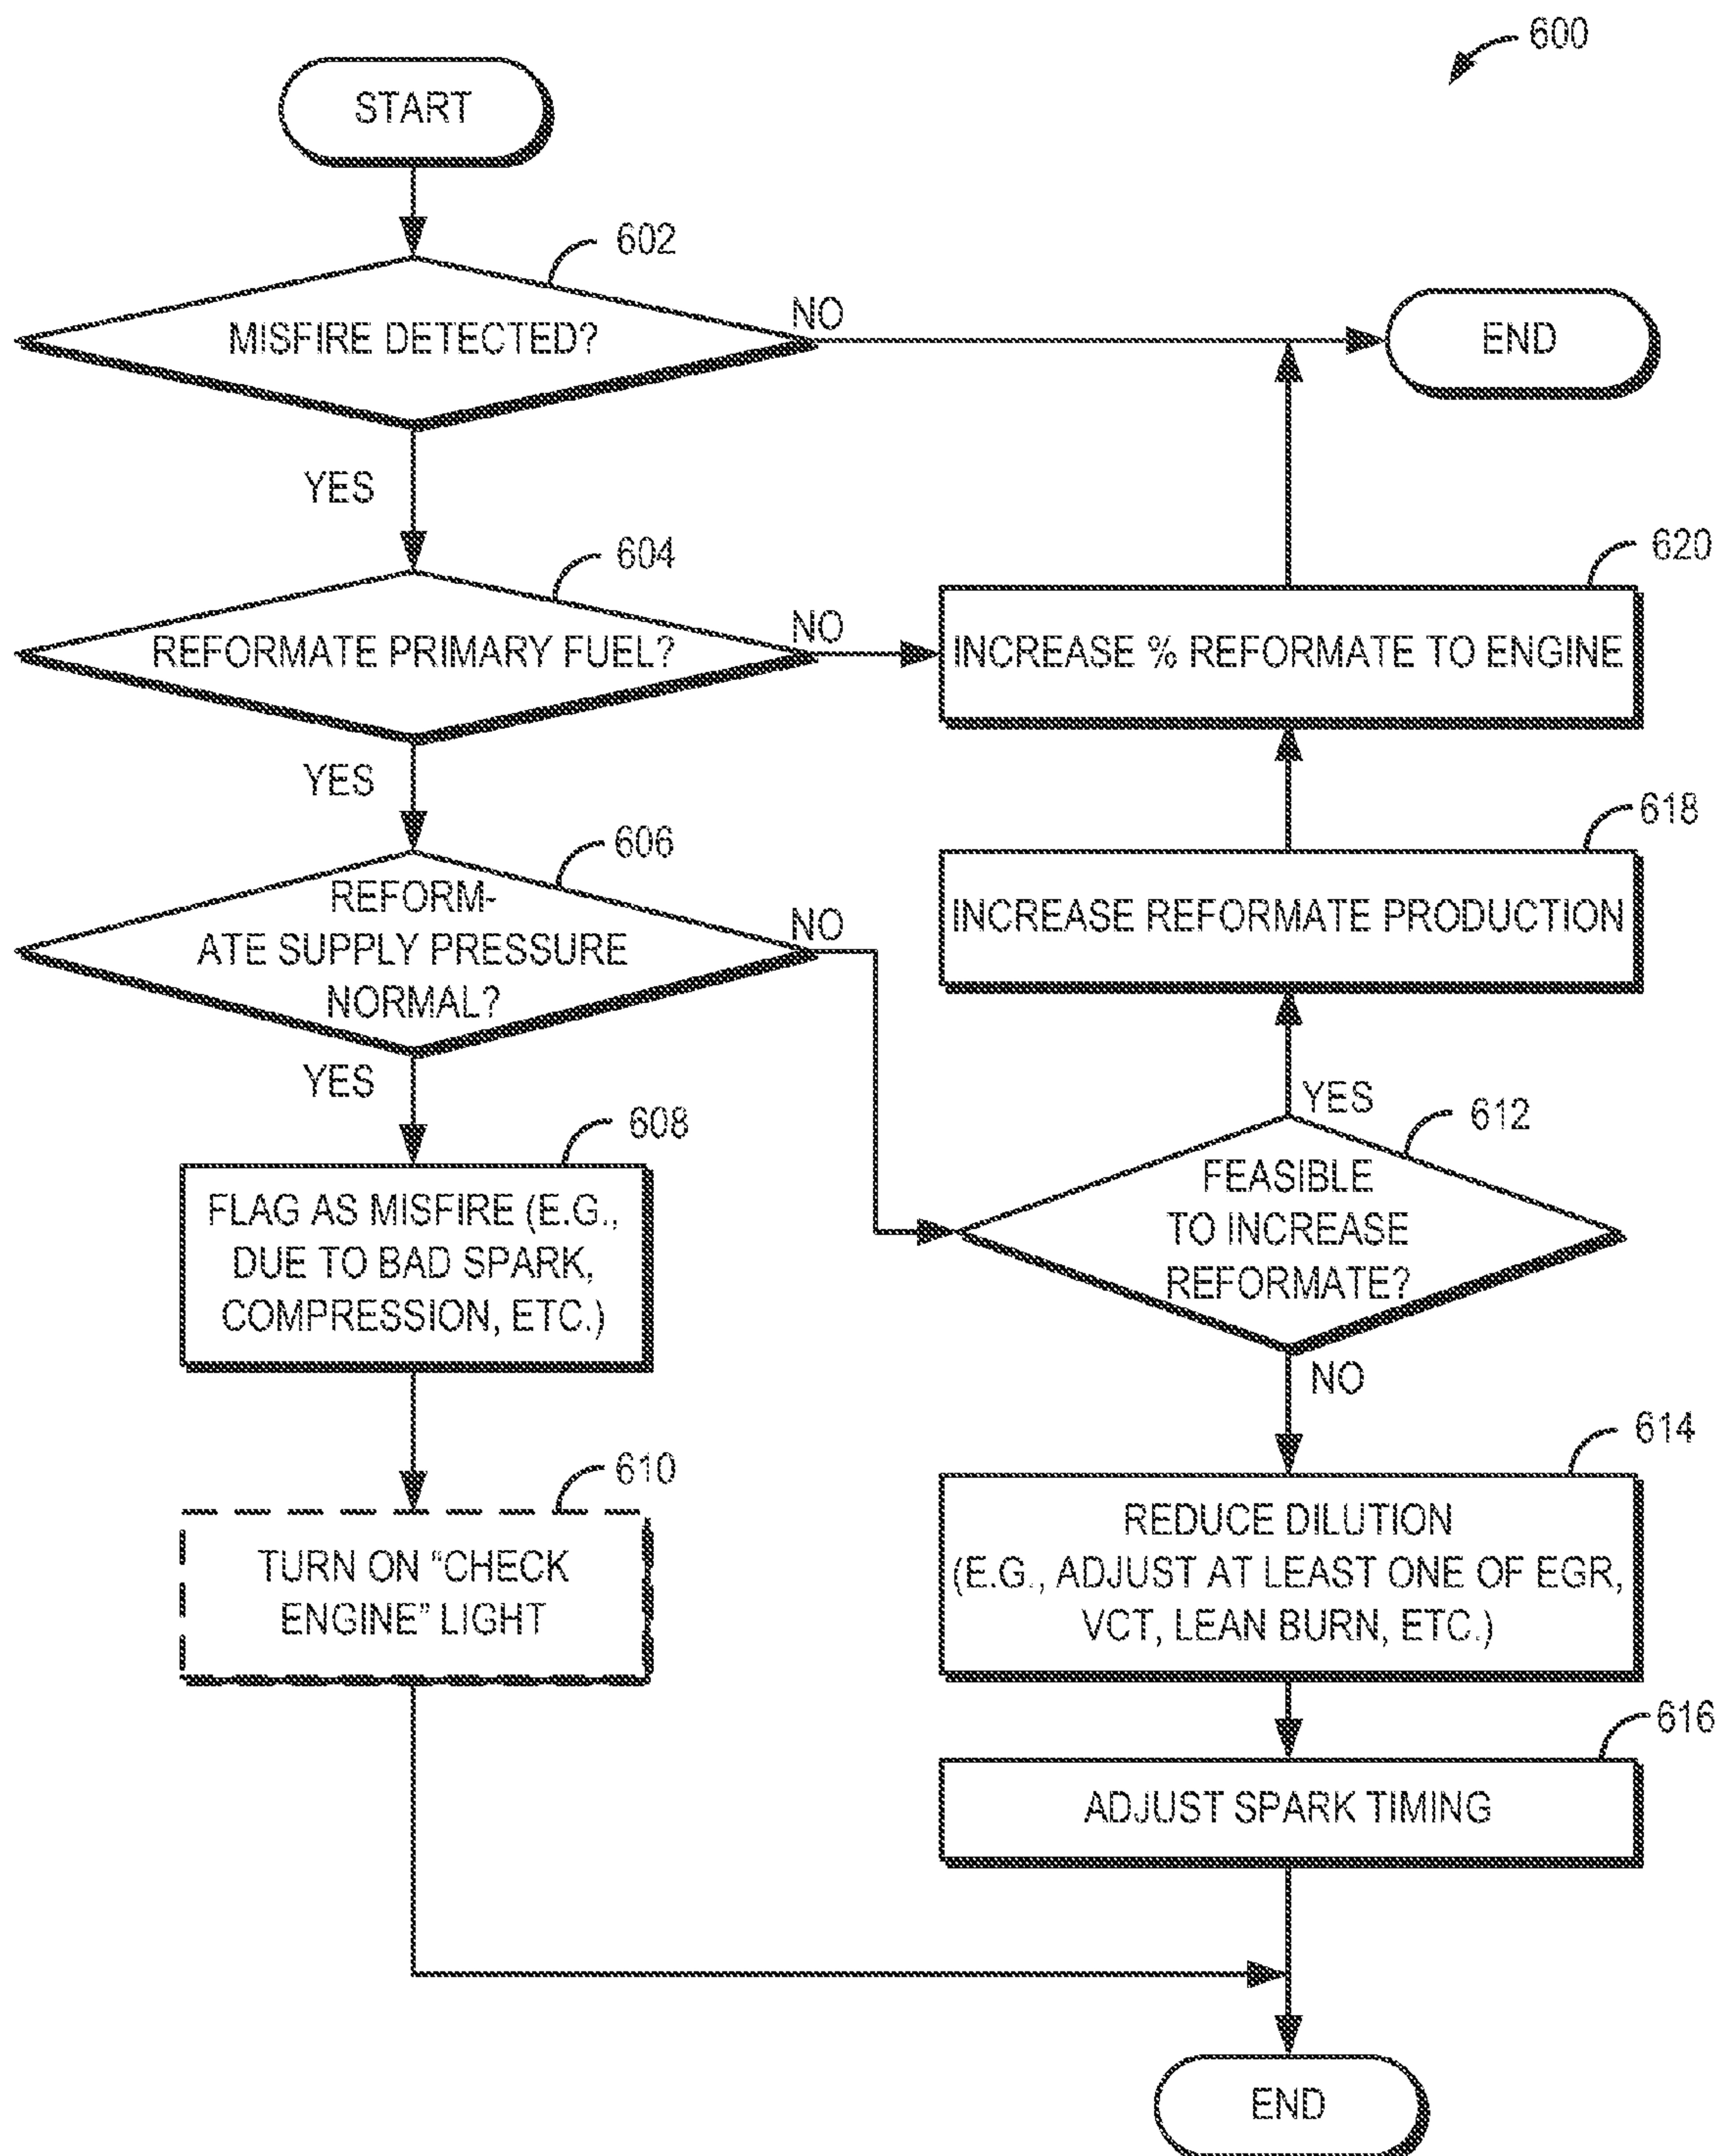 600
START
602
MISFIRE DETECTED?
NO
END
YES
604
REFORMATE PRIMARY FUEL?
NO
620
INCREASE % REFORMATE TO ENGINE
YES
606
REFORM-
ATE SUPPLY PRESSURE
NORMAL?
NO
618
INCREASE REFORMATE PRODUCTION
YES
YES
612
FEASIBLE
TO INCREASE
REFORMATE?
NO
608
FLAG AS MISFIRE (E.G.,
DUE TO BAD SPARK,
COMPRESSION, ETC.)
610
TURN ON “CHECK
ENGINE” LIGHT
614
REDUCE DILUTION
(E.G., ADJUST AT LEAST ONE OF EGR,
VCT, LEAN BURN, ETC.)
616
ADJUST SPARK TIMING
END